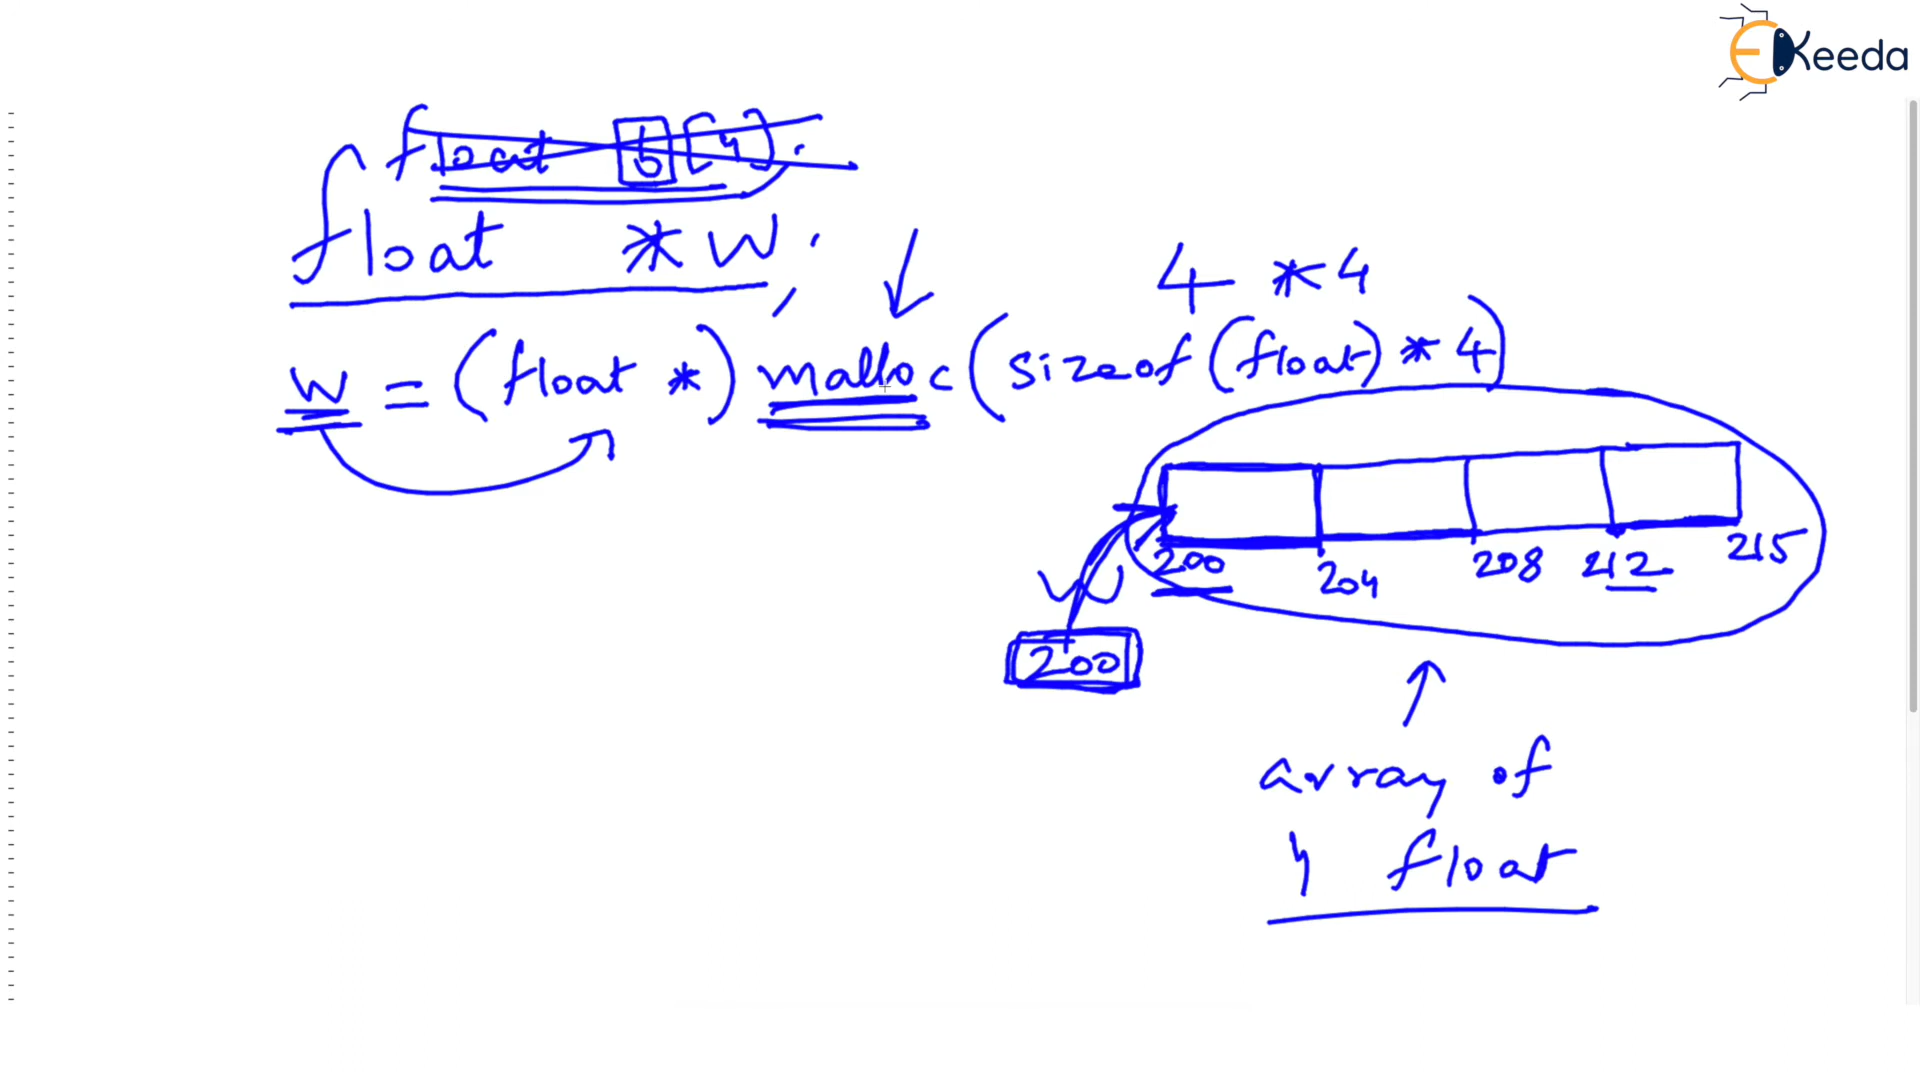 EKeeda
float b[4];
float *w;
4 * 4
w = (float *) malloc (sizeof(float) * 4)
200 204 208 212 215
w
200
array of
4 float